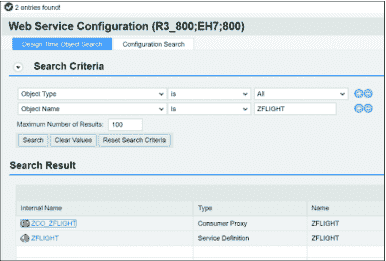 2 entries found!
Web Service Configuration (R3_800;EH7;800)
Design Time Object Search Configuration Search
Search Criteria
Object Type is All
Object Name Is ZFLIGHT
Maximum Number of Results: 100
Search Clear Values Reset Search Criteria
Search Result
Internal Name Type Name
ZCO_ZFLIGHT Consumer Proxy ZFLIGHT
ZFLIGHT Service Definition ZFLIGHT